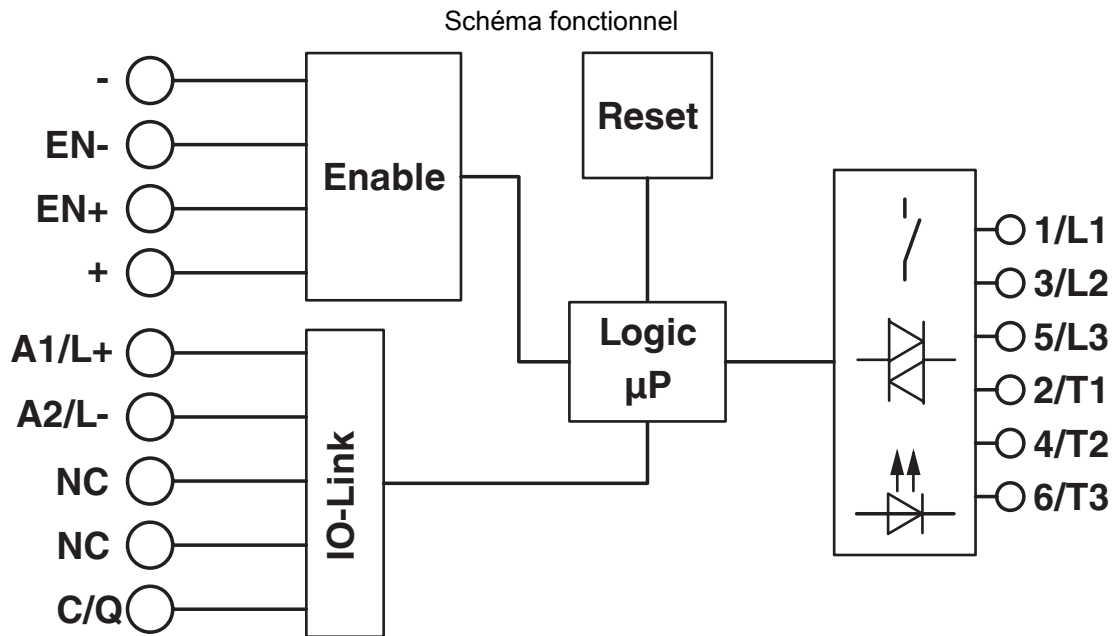 Schéma fonctionnel
-
EN-
EN+
+
Enable
Reset
A1/L+
A2/L-
NC
NC
C/Q
IO-Link
Logic
µP
1/L1
3/L2
5/L3
2/T1
4/T2
6/T3